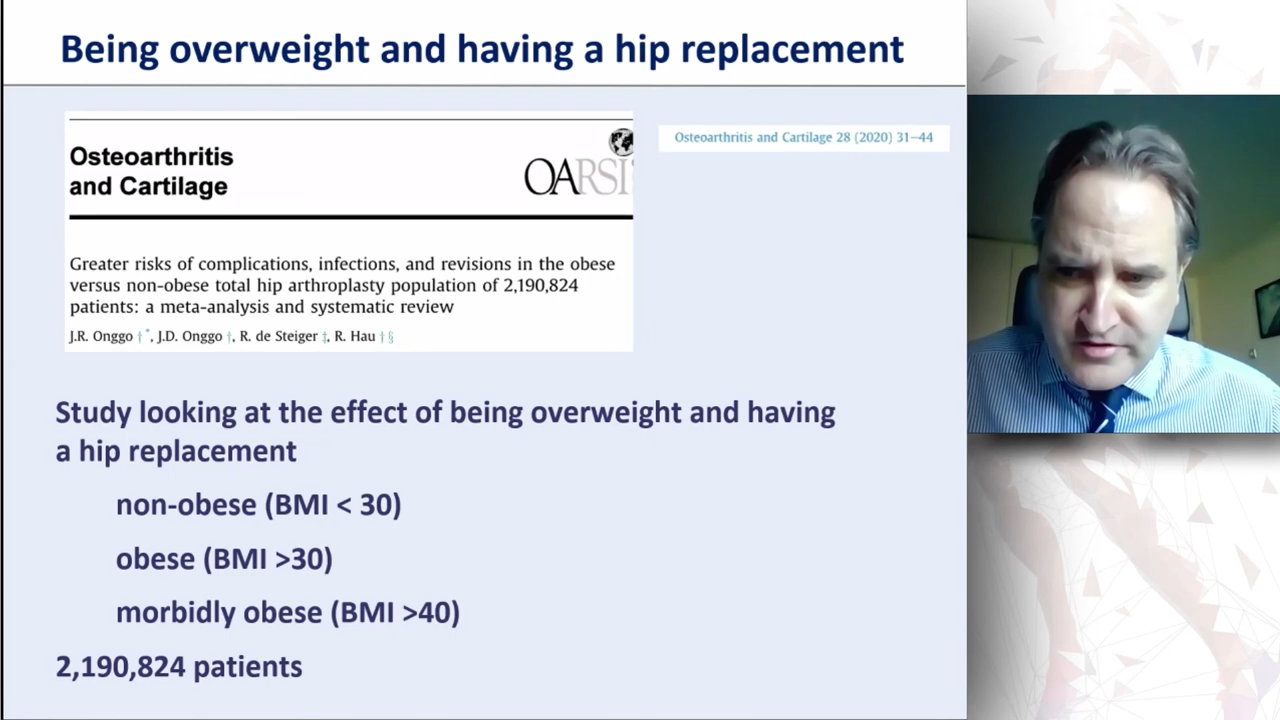 Being overweight and having a hip replacement
Osteoarthritis
and Cartilage
OARSI
Osteoarthritis and Cartilage 28 (2020) 31–44
Greater risks of complications, infections, and revisions in the obese
versus non-obese total hip arthroplasty population of 2,190,824
patients: a meta-analysis and systematic review
J.R. Onggo † *, J.D. Onggo †, R. de Steiger ‡, R. Hau † §
Study looking at the effect of being overweight and having
a hip replacement
non-obese (BMI < 30)
obese (BMI >30)
morbidly obese (BMI >40)
2,190,824 patients